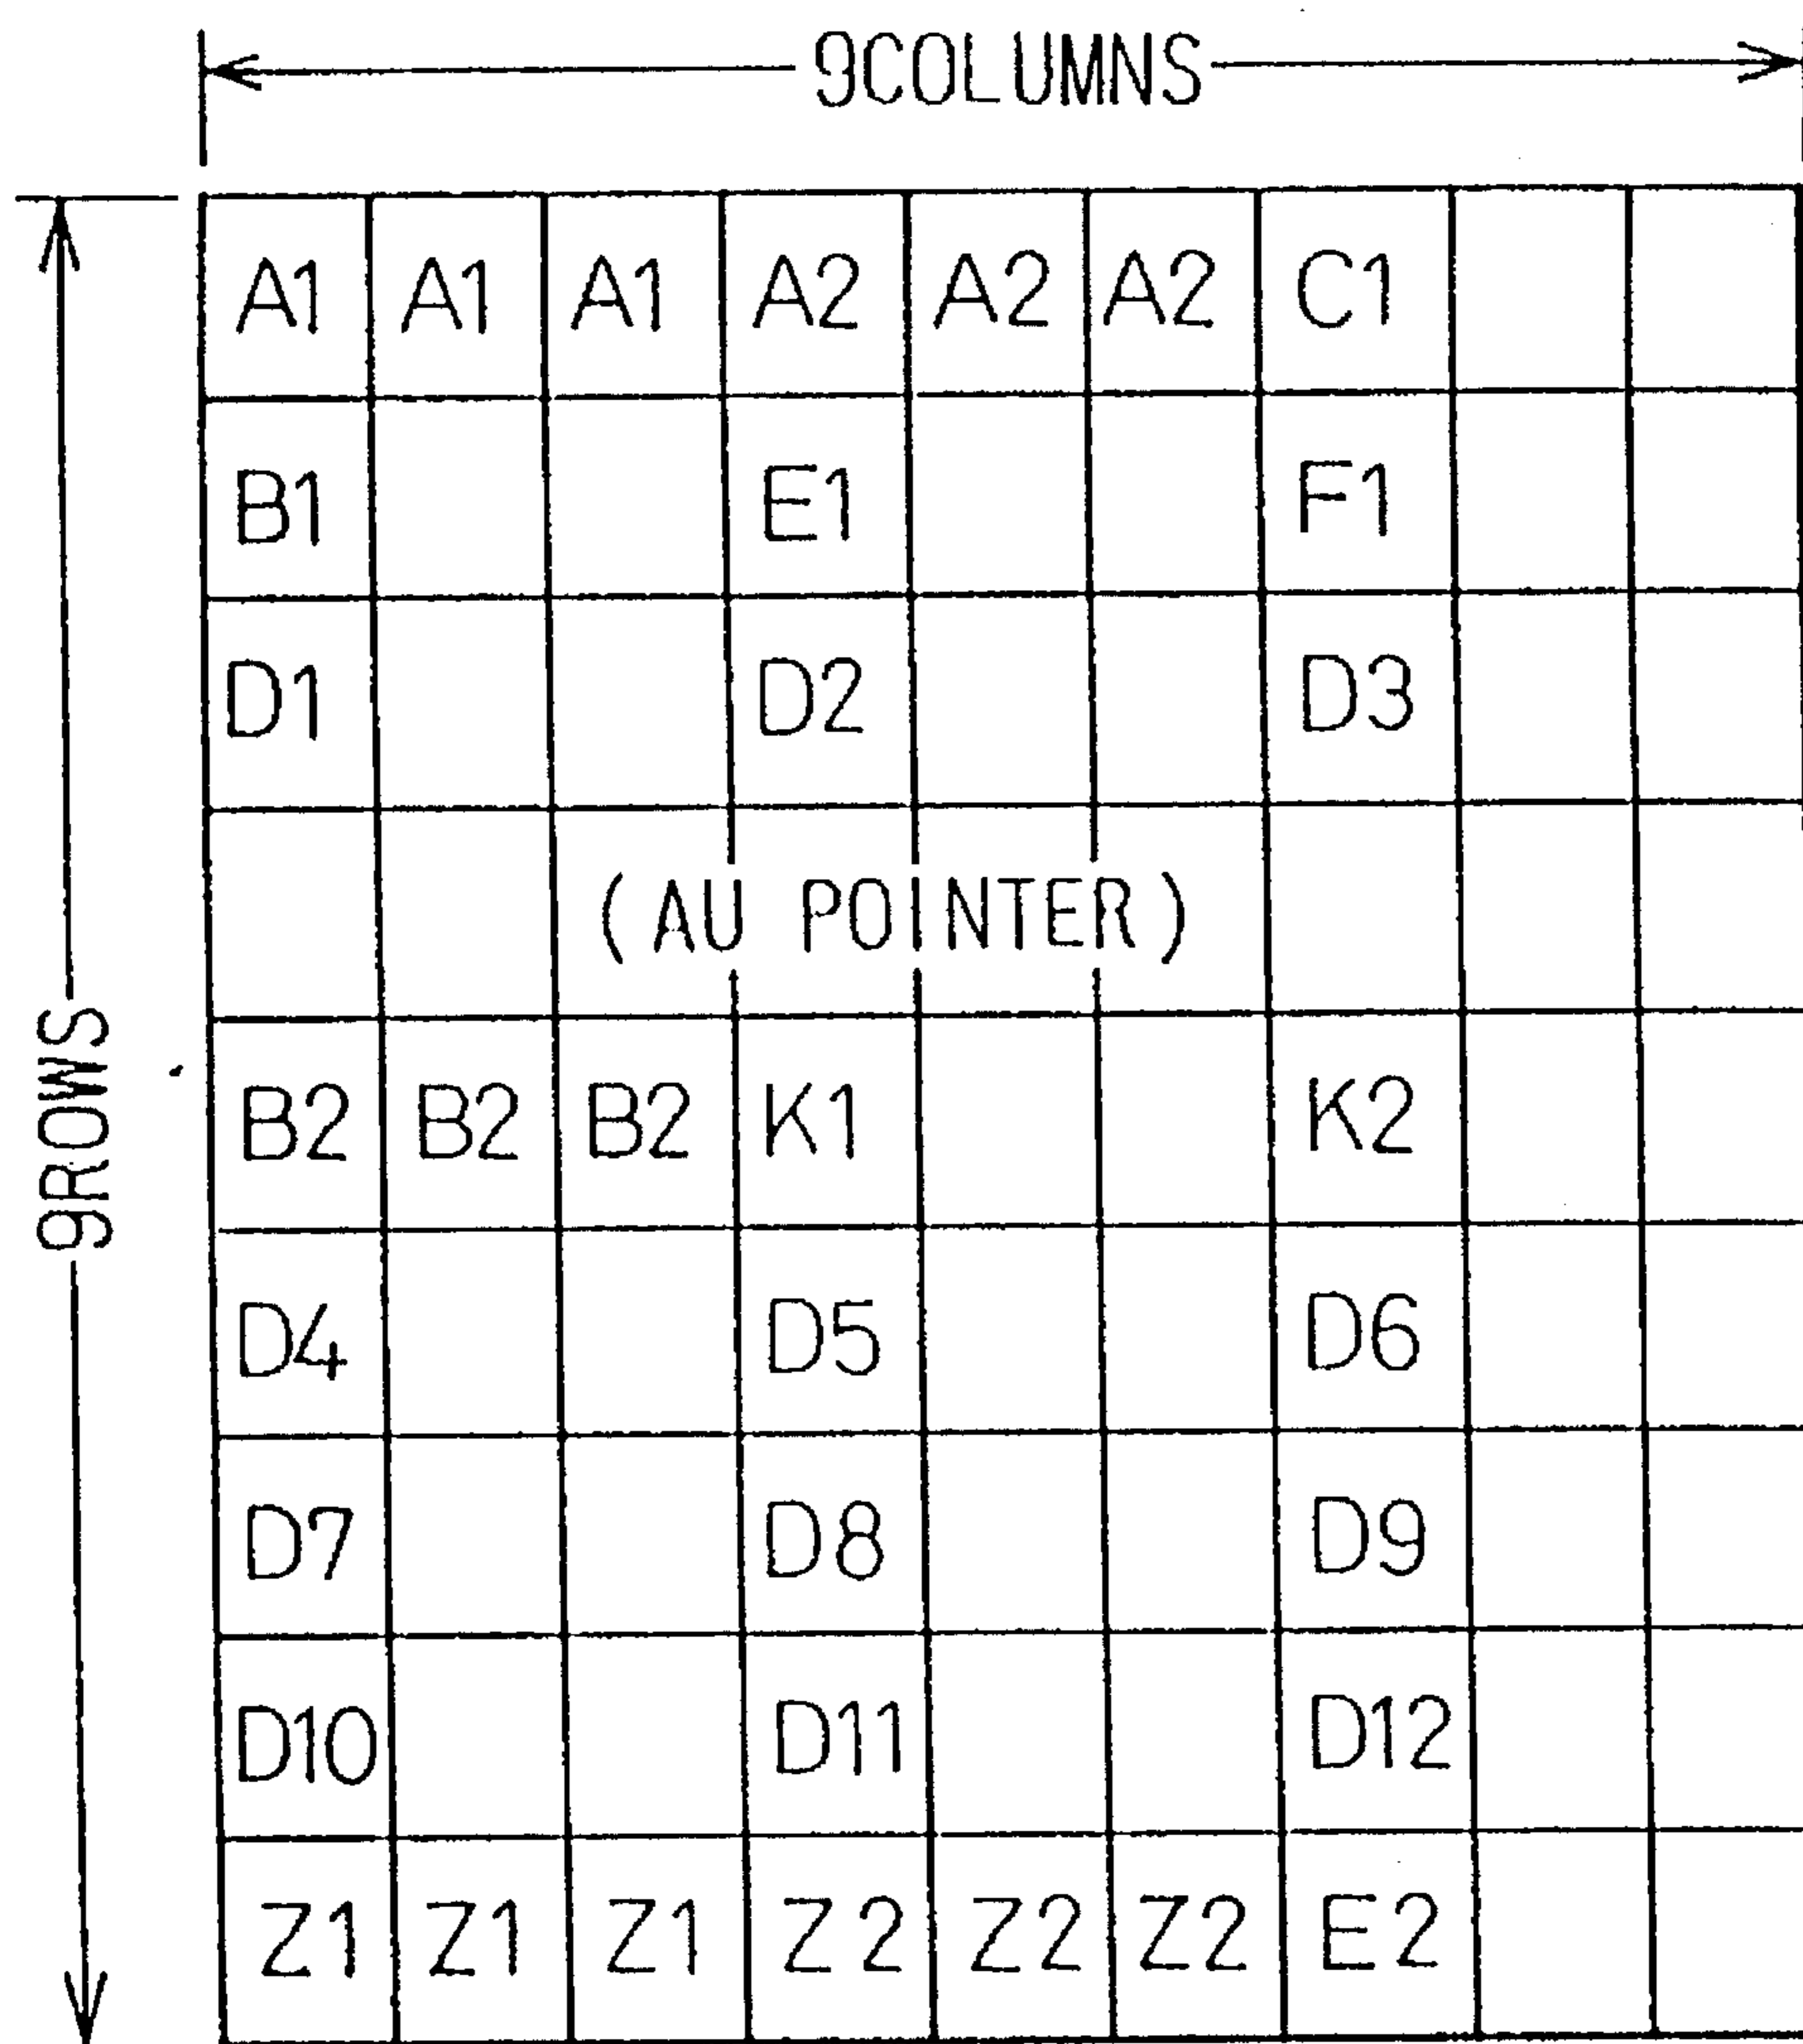 9COLUMNS
A1 A1 A1 A2 A2 A2 C1
B1 E1 F1
D1 D2 D3
(AU POINTER)
9ROWS
B2 B2 B2 K1 K2
D4 D5 D6
D7 D8 D9
D10 D11 D12
Z1 Z1 Z1 Z2 Z2 Z2 E2